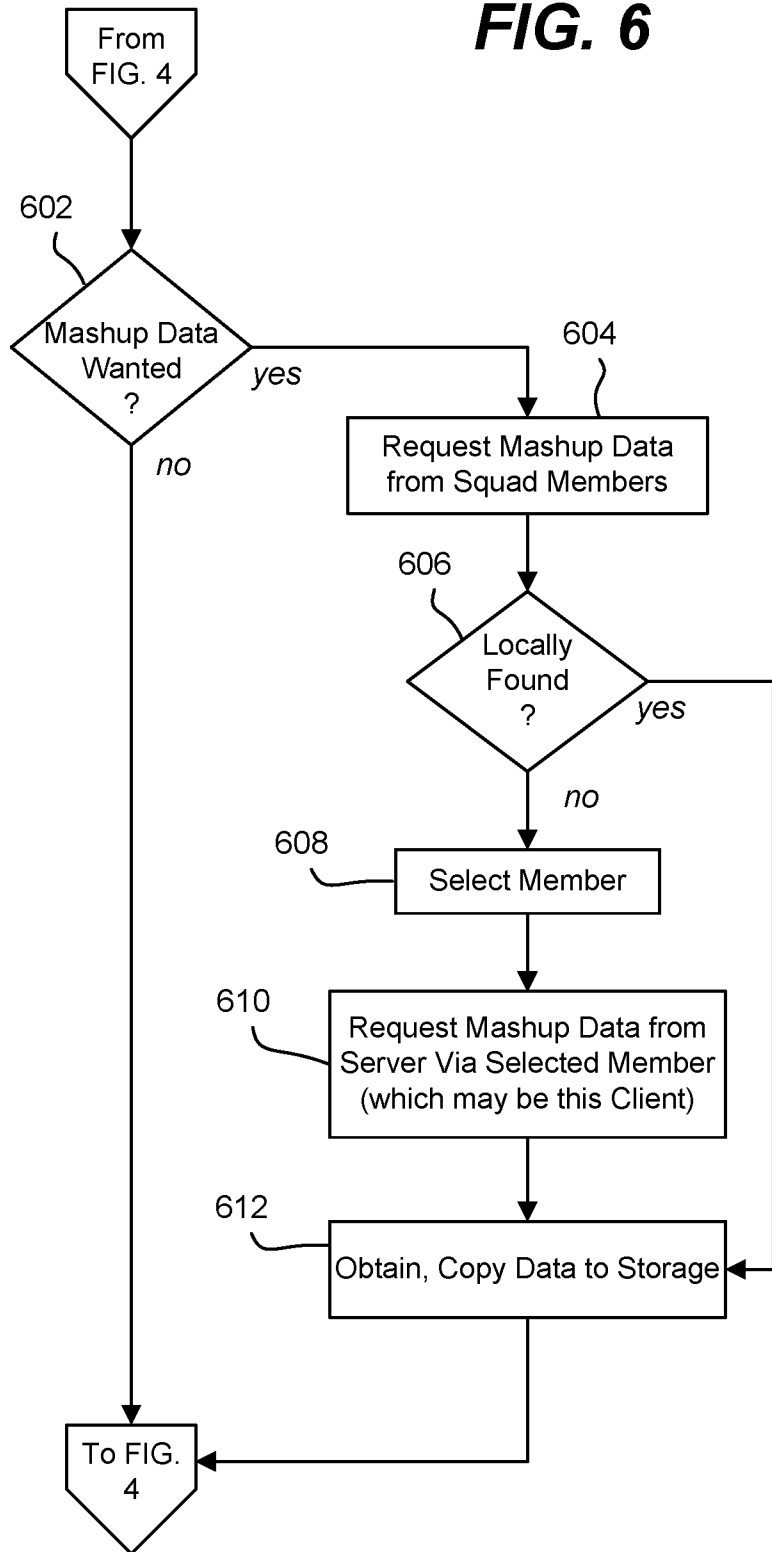 FIG. 6
From
FIG. 4
602
Mashup Data
Wanted
?
yes
no
604
Request Mashup Data
from Squad Members
606
Locally
Found
?
yes
no
608
Select Member
610
Request Mashup Data from
Server Via Selected Member
(which may be this Client)
612
Obtain, Copy Data to Storage
To FIG.
4